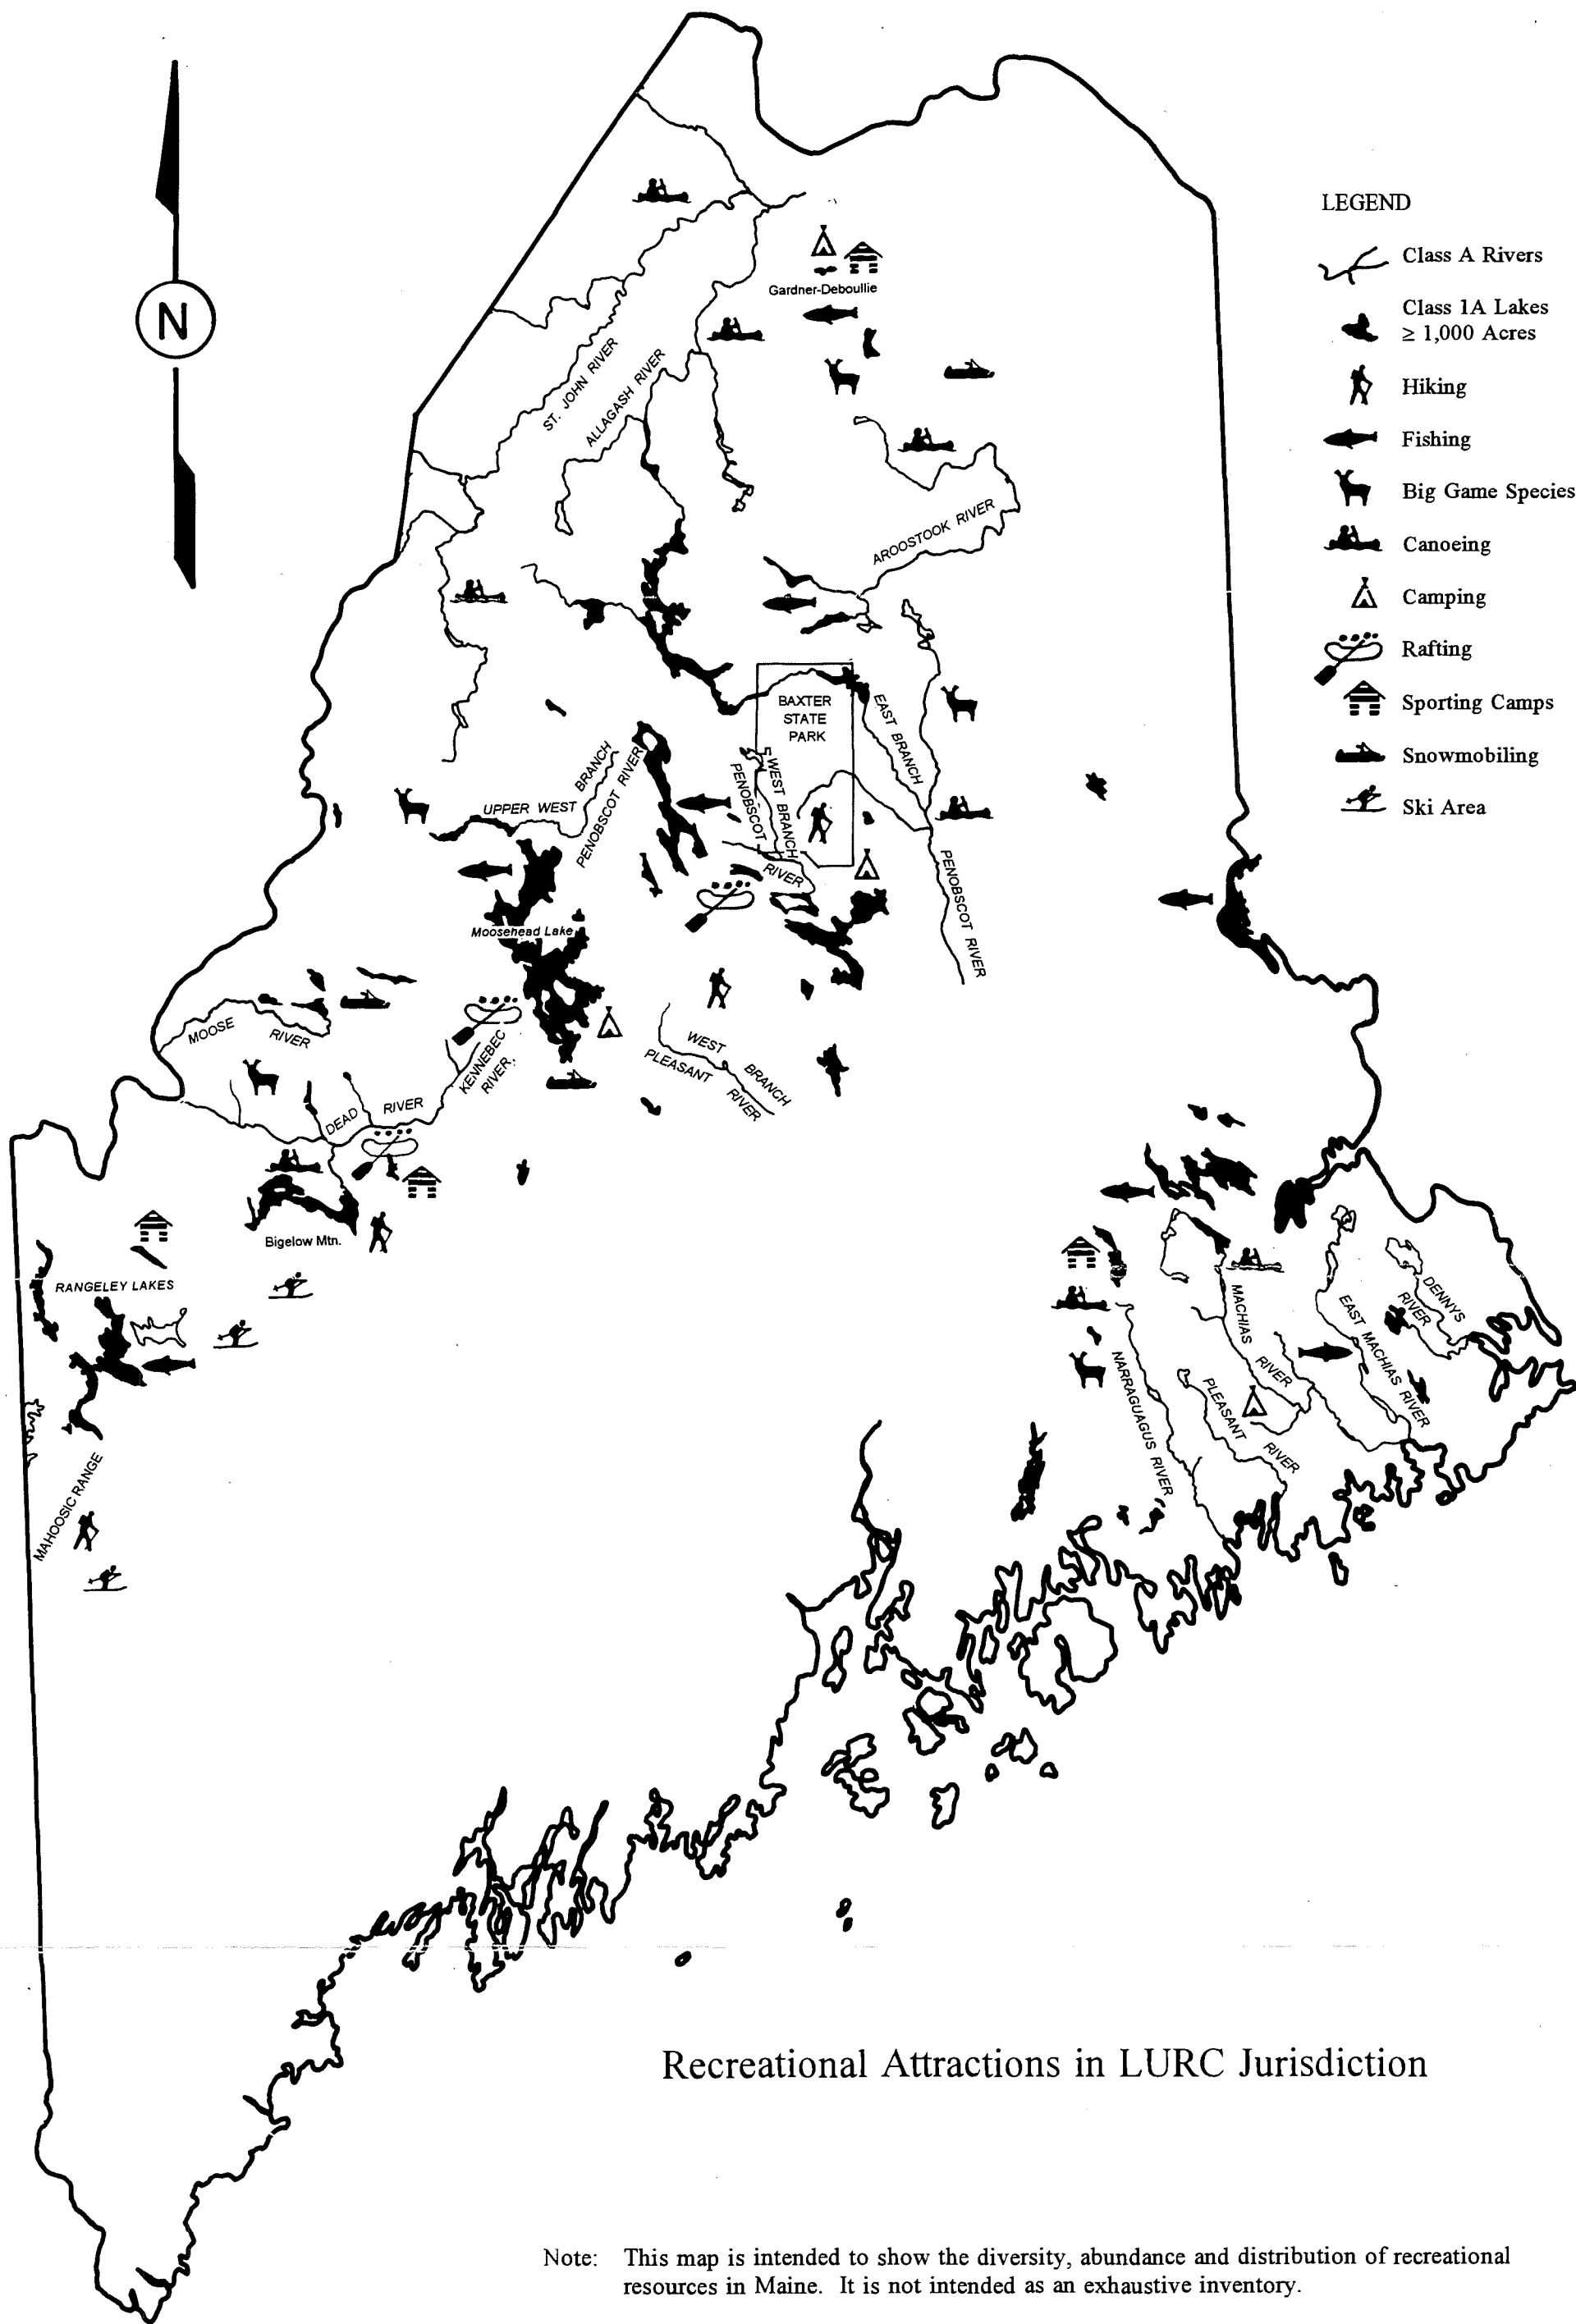 N
LEGEND
Class A Rivers
Class 1A Lakes
≥ 1,000 Acres
Hiking
Fishing
Big Game Species
Canoeing
Camping
Rafting
Sporting Camps
Snowmobiling
Ski Area
Gardner-Deboullie
ST. JOHN RIVER
ALLAGASH RIVER
AROOSTOOK RIVER
BAXTER
STATE
PARK
EAST BRANCH
PENOBSCOT RIVER
UPPER WEST BRANCH
PENOBSCOT RIVER
WEST BRANCH
PENOBSCOT
RIVER
Moosehead Lake
MOOSE RIVER
KENNEBEC
RIVER
WEST BRANCH
PLEASANT RIVER
DEAD RIVER
Bigelow Mtn.
RANGELEY LAKES
MAHOOSIC RANGE
MACHIAS RIVER
EAST MACHIAS RIVER
DENNYS
RIVER
NARRAGUAGUS RIVER
PLEASANT RIVER
Recreational Attractions in LURC Jurisdiction
Note: This map is intended to show the diversity, abundance and distribution of recreational
resources in Maine. It is not intended as an exhaustive inventory.